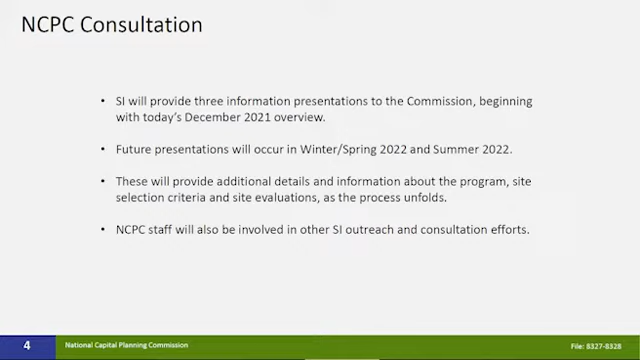 NCPC Consultation
• SI will provide three information presentations to the Commission, beginning
with today's December 2021 overview.
• Future presentations will occur in Winter/Spring 2022 and Summer 2022.
• These will provide additional details and information about the program, site
selection criteria and site evaluations, as the process unfolds.
• NCPC staff will also be involved in other SI outreach and consultation efforts.
4
National Capital Planning Commission
File: 8327-8328